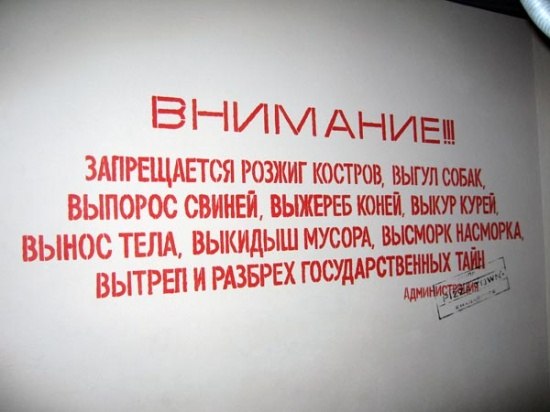 ВНИМАНИЕ!!!
ЗАПРЕЩАЕТСЯ РОЗЖИГ КОСТРОВ, ВЫГУЛ СОБАК,
ВЫПОРОС СВИНЕЙ, ВЫЖЕРЕБ КОНЕЙ, ВЫКУР КУРЕЙ,
ВЫНОС ТЕЛА, ВЫКИДЫШ МУСОРА, ВЫСМОРК НАСМОРКА,
ВЫТРЕП И РАЗБРЕХ ГОСУДАРСТВЕННЫХ ТАЙН
АДМИНИСТРАЦИЯ